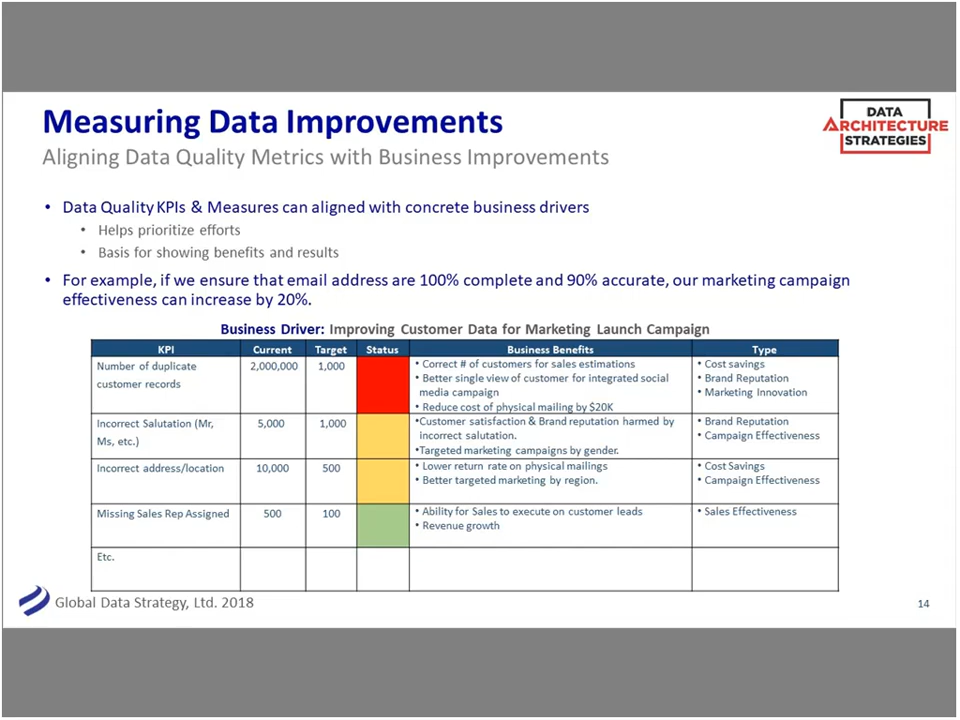 Measuring Data Improvements
Aligning Data Quality Metrics with Business Improvements
DATA
ARCHITECTURE
STRATEGIES
• Data Quality KPIs & Measures can aligned with concrete business drivers
• Helps prioritize efforts
• Basis for showing benefits and results
• For example, if we ensure that email address are 100% complete and 90% accurate, our marketing campaign
effectiveness can increase by 20%.
Business Driver: Improving Customer Data for Marketing Launch Campaign
KPI Current Target Status Business Benefits Type
Number of duplicate
customer records
2,000,000 1,000
• Correct # of customers for sales estimations
• Better single view of customer for integrated social
media campaign
• Reduce cost of physical mailing by $20K
• Cost savings
• Brand Reputation
• Marketing Innovation
Incorrect Salutation (Mr,
Ms, etc.)
5,000 1,000
•Customer satisfaction & Brand reputation harmed by
incorrect salutation.
•Targeted marketing campaigns by gender.
• Brand Reputation
• Campaign Effectiveness
Incorrect address/location 10,000 500
• Lower return rate on physical mailings
• Better targeted marketing by region.
• Cost Savings
• Campaign Effectiveness
Missing Sales Rep Assigned 500 100
• Ability for Sales to execute on customer leads
• Revenue growth
• Sales Effectiveness
Etc.
Global Data Strategy, Ltd. 2018
14